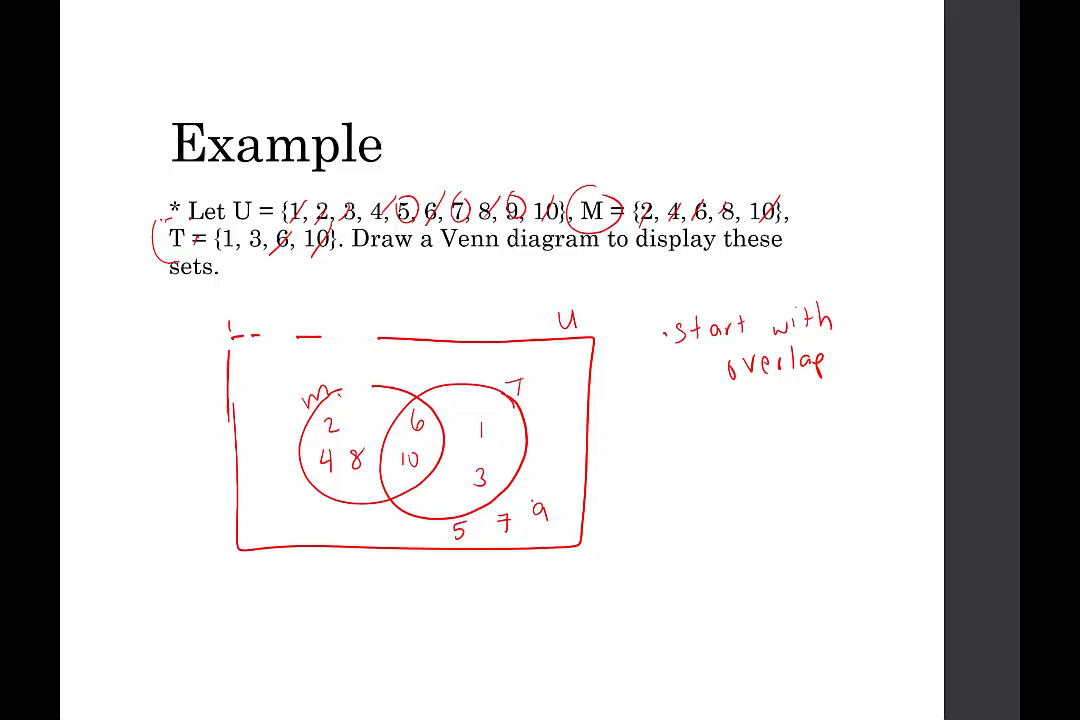 Example
* Let U = {1, 2, 3, 4, 5, 6, 7, 8, 9, 10}, M = {2, 4, 6, 8, 10},
T = {1, 3, 6, 10}. Draw a Venn diagram to display these
sets.
U
· start with
overlap
M T
2 6 1
4 8 10
3
5 7 9